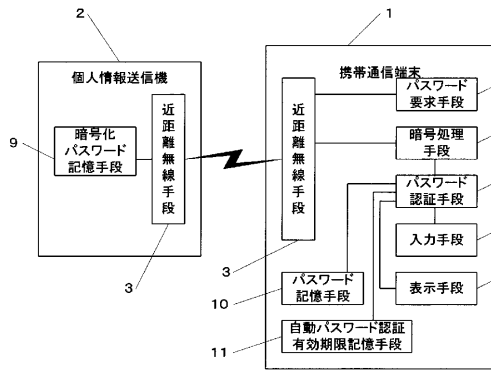 2
個人情報送信機
9
暗号化
パスワード
記憶手段
近距離無線手段
3
1
携帯通信端末
近距離無線手段
3
パスワード
要求手段
暗号処理
手段
パスワード
認証手段
入力手段
表示手段
10
パスワード
記憶手段
11
自動パスワード認証
有効期限記憶手段